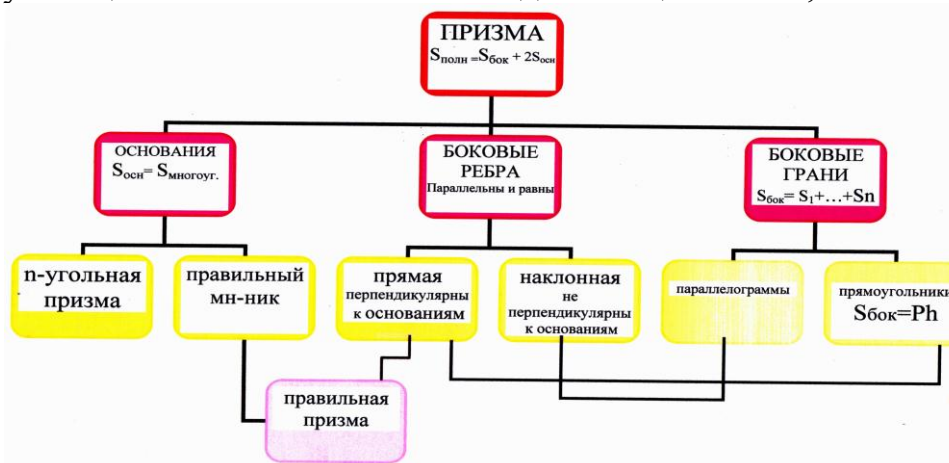 ПРИЗМА
Sполн =Sбок + 2Sосн
ОСНОВАНИЯ
Sосн= Sмногоуг.
БОКОВЫЕ
РЕБРА
Параллельны и равны
БОКОВЫЕ
ГРАНИ
Sбок= S1+...+Sn
n-угольная
призма
правильный
мн-ник
прямая
перпендикулярны
к основаниям
наклонная
не
перпендикулярны
к основаниям
параллелограммы
прямоугольники
Sбок=Ph
правильная
призма